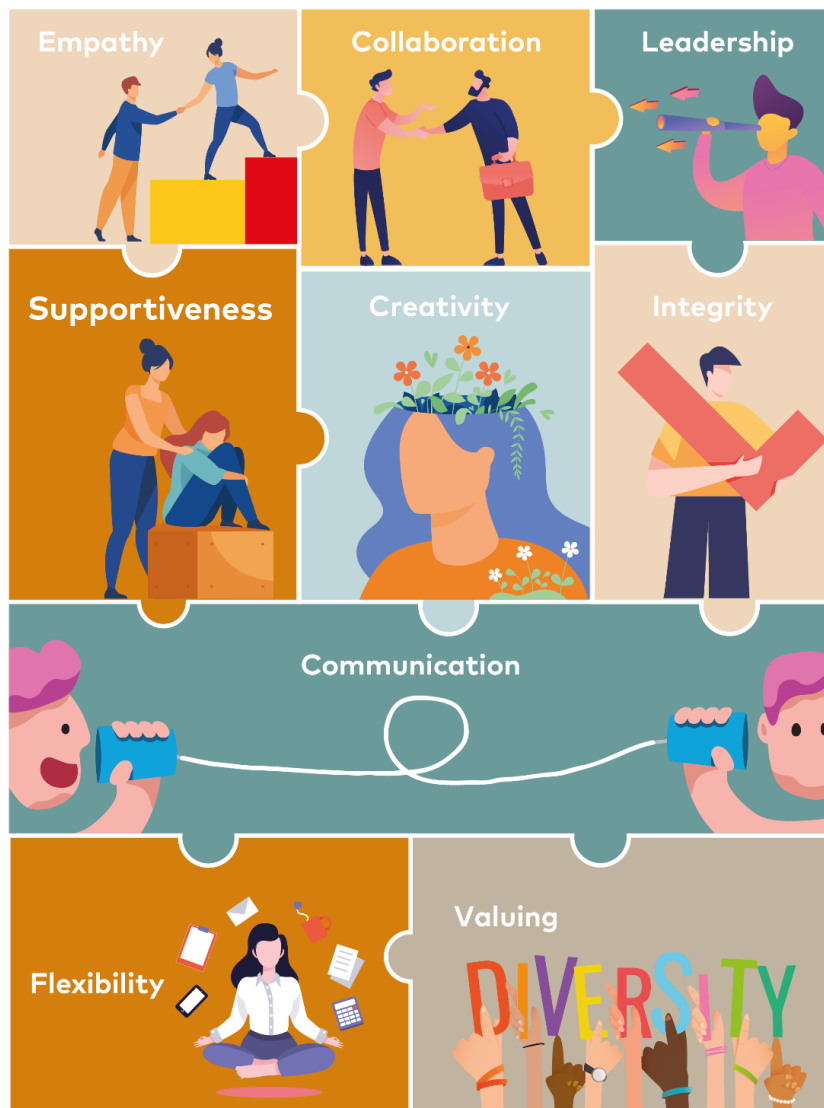 Empathy
Collaboration
Leadership
Supportiveness
Creativity
Integrity
Communication
Flexibility
Valuing
DIVERSITY